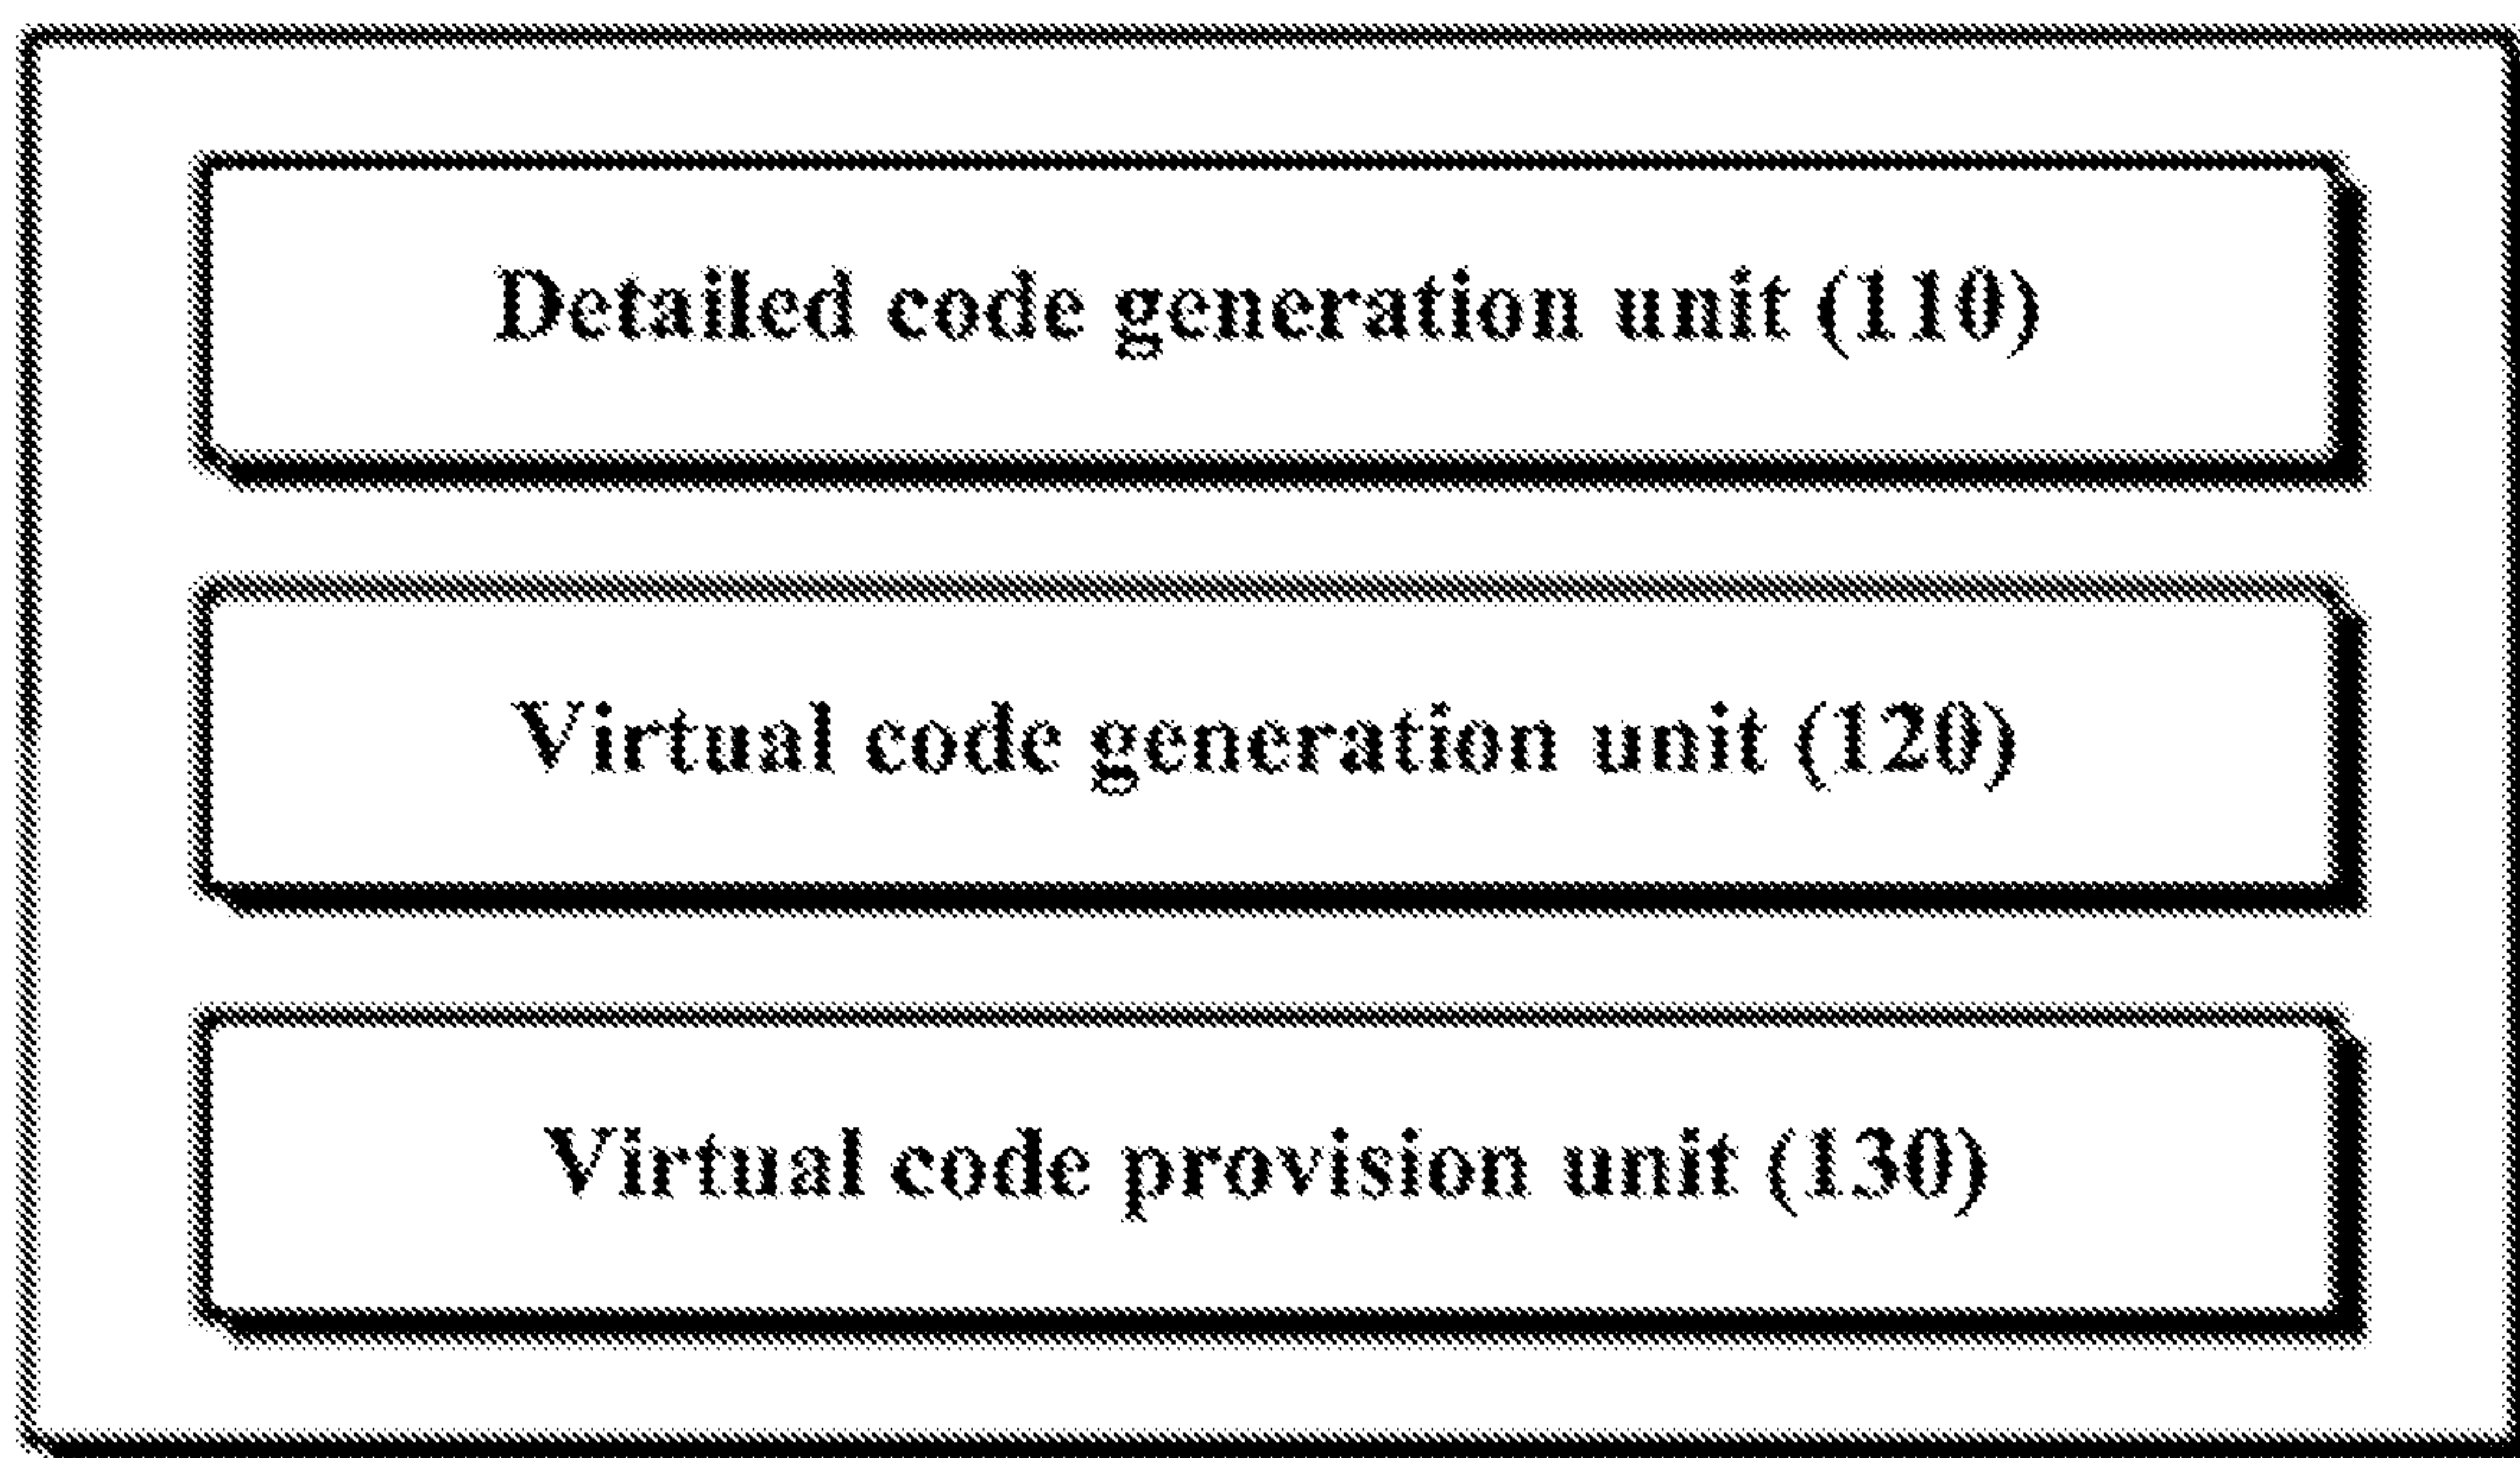 Detailed code generation unit (110)
Virtual code generation unit (120)
Virtual code provision unit (130)